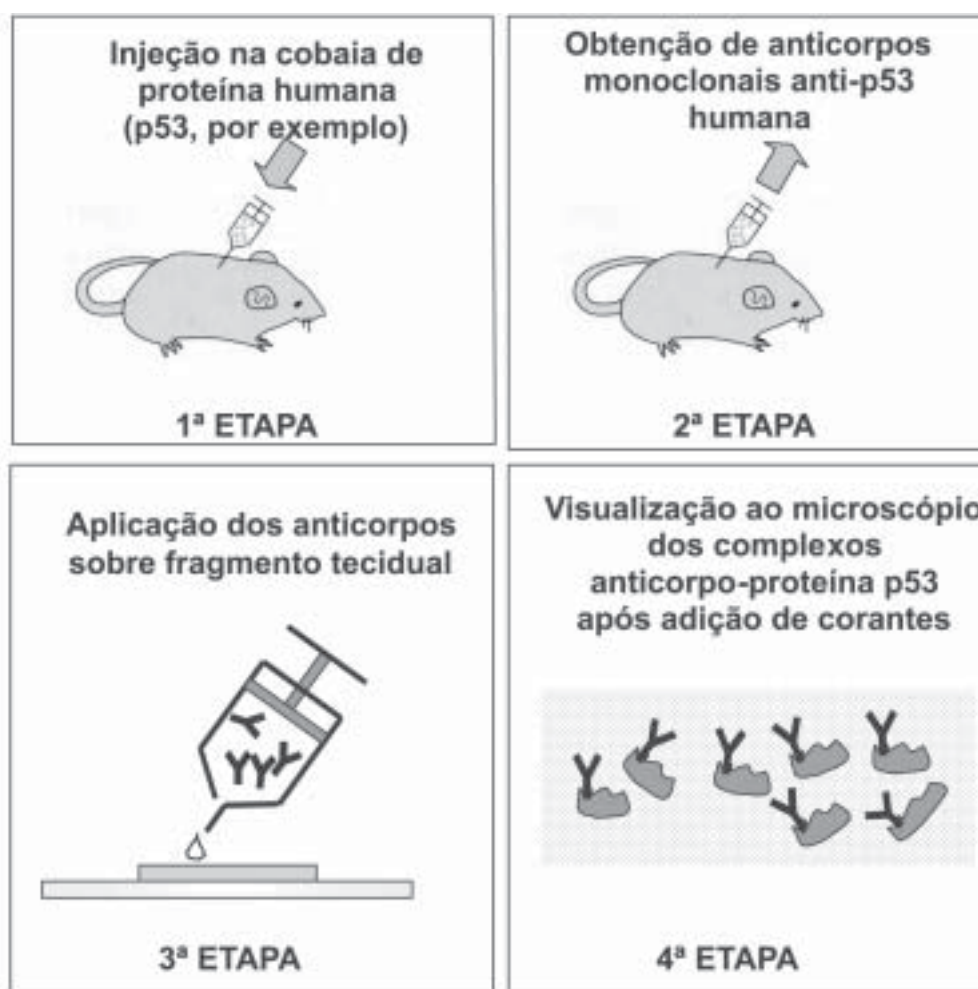 Injeção na cobaia de
proteína humana
(p53, por exemplo)
1ª ETAPA
Obtenção de anticorpos
monoclonais anti-p53
humana
2ª ETAPA
Aplicação dos anticorpos
sobre fragmento tecidual
3ª ETAPA
Visualização ao microscópio
dos complexos
anticorpo-proteína p53
após adição de corantes
4ª ETAPA